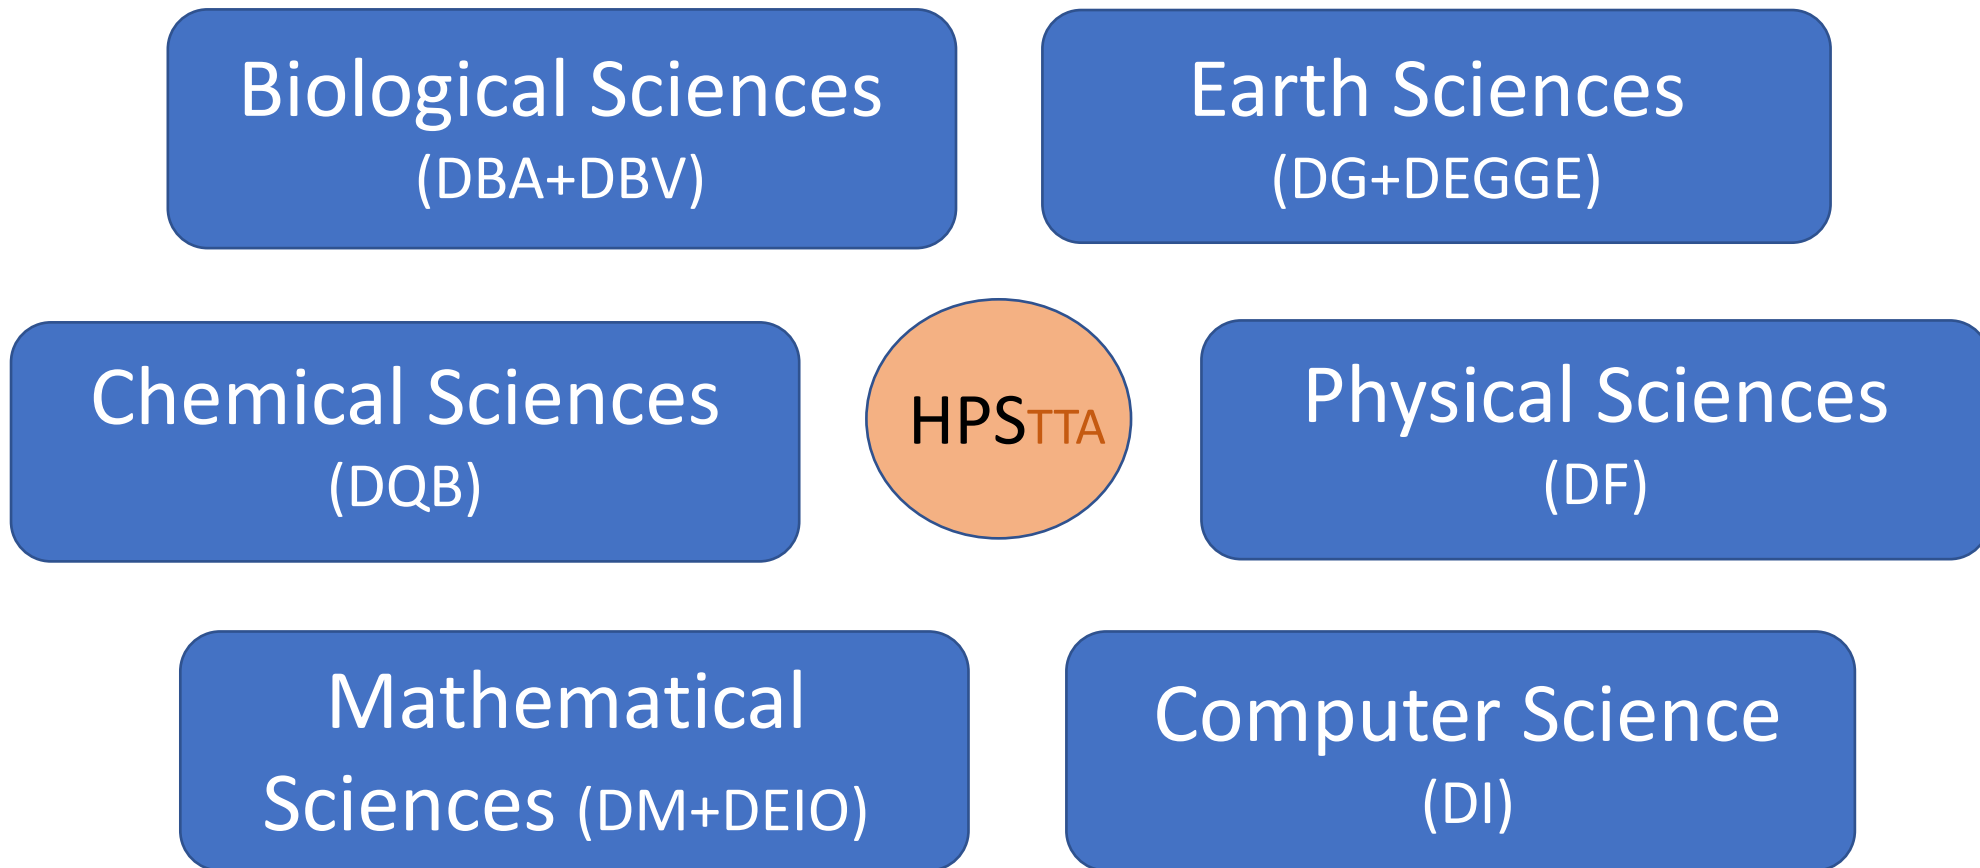 Biological Sciences
(DBA+DBV)
Earth Sciences
(DG+DEGGE)
Chemical Sciences
(DQB)
HPSTTA
Physical Sciences
(DF)
Mathematical
Sciences (DM+DEIO)
Computer Science
(DI)